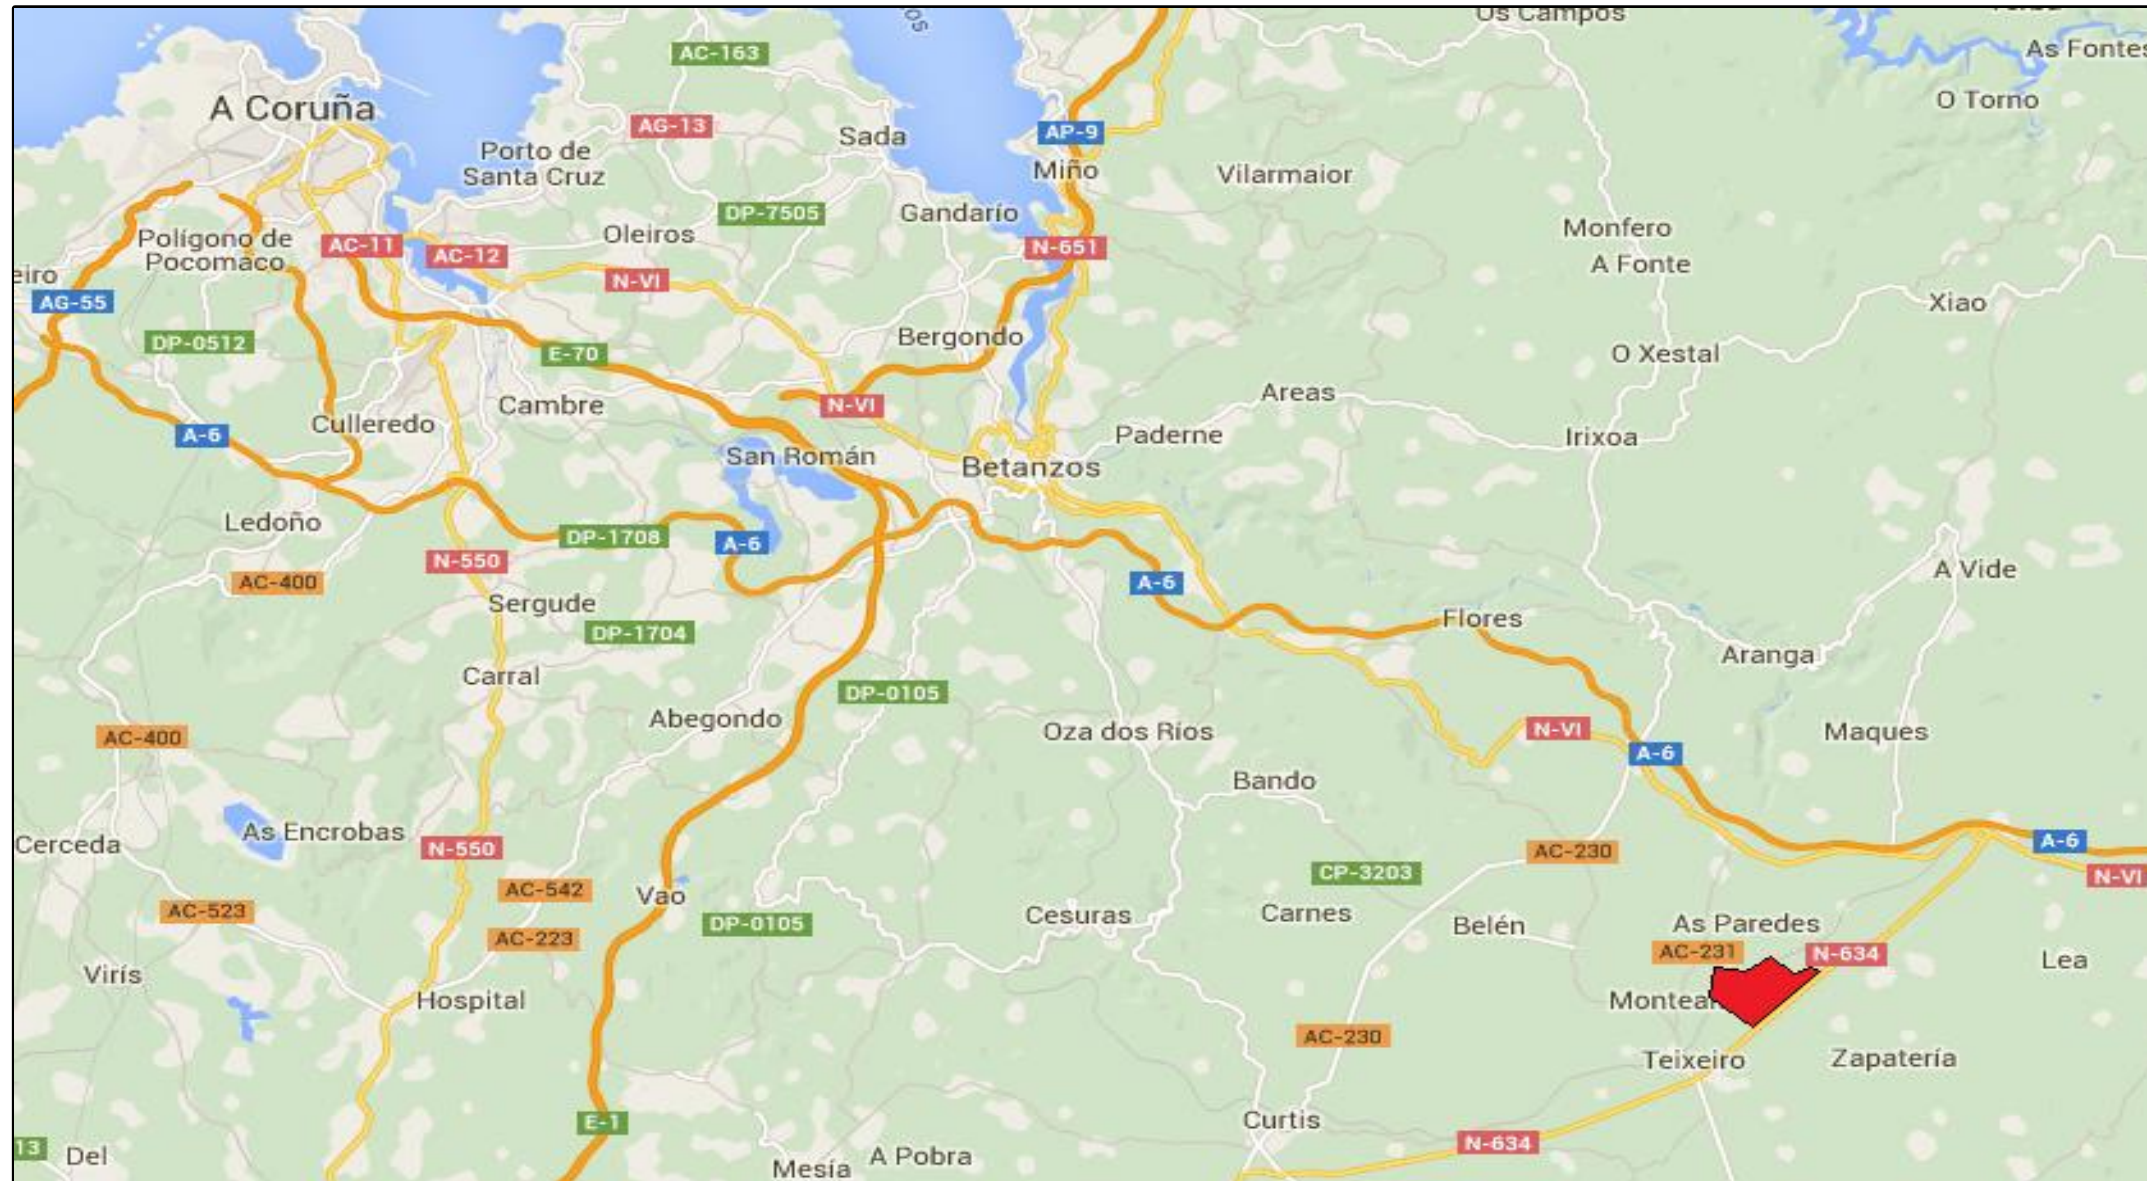 Os Campos
As Fontes
AC-163
A Coruña
O Torno
AG-13
Sada
AP-9
Porto de
Santa Cruz
Miño
Vilarmaior
Gandarío
DP-7505
Monfero
Polígono de
Pocomaco
AC-11
AC-12
Oleiros
N-651
A Fonte
eiro
N-VI
AG-55
Xiao
Bergondo
DP-0512
E-70
O Xestal
Areas
Cambre
N-VI
Culleredo
A-6
Paderne
Irixoa
San Román
Betanzos
Ledoño
DP-1708
A-6
N-550
AC-400
A-6
A Vide
Sergude
Flores
DP-1704
Aranga
Carral
DP-0105
Abegondo
Oza dos Ríos
N-VI
Maques
AC-400
A-6
Bando
As Encrobas
Cerceda
N-550
AC-230
A-6
CP-3203
N-VI
AC-542
Vao
AC-523
DP-0105
Cesuras
Carnes
Belén
As Paredes
AC-223
AC-231
N-634
Lea
Virís
Hospital
Montea
AC-230
Teixeiro
Zapatería
Curtis
E-1
N-634
13
Del
Mesía
A Pobra